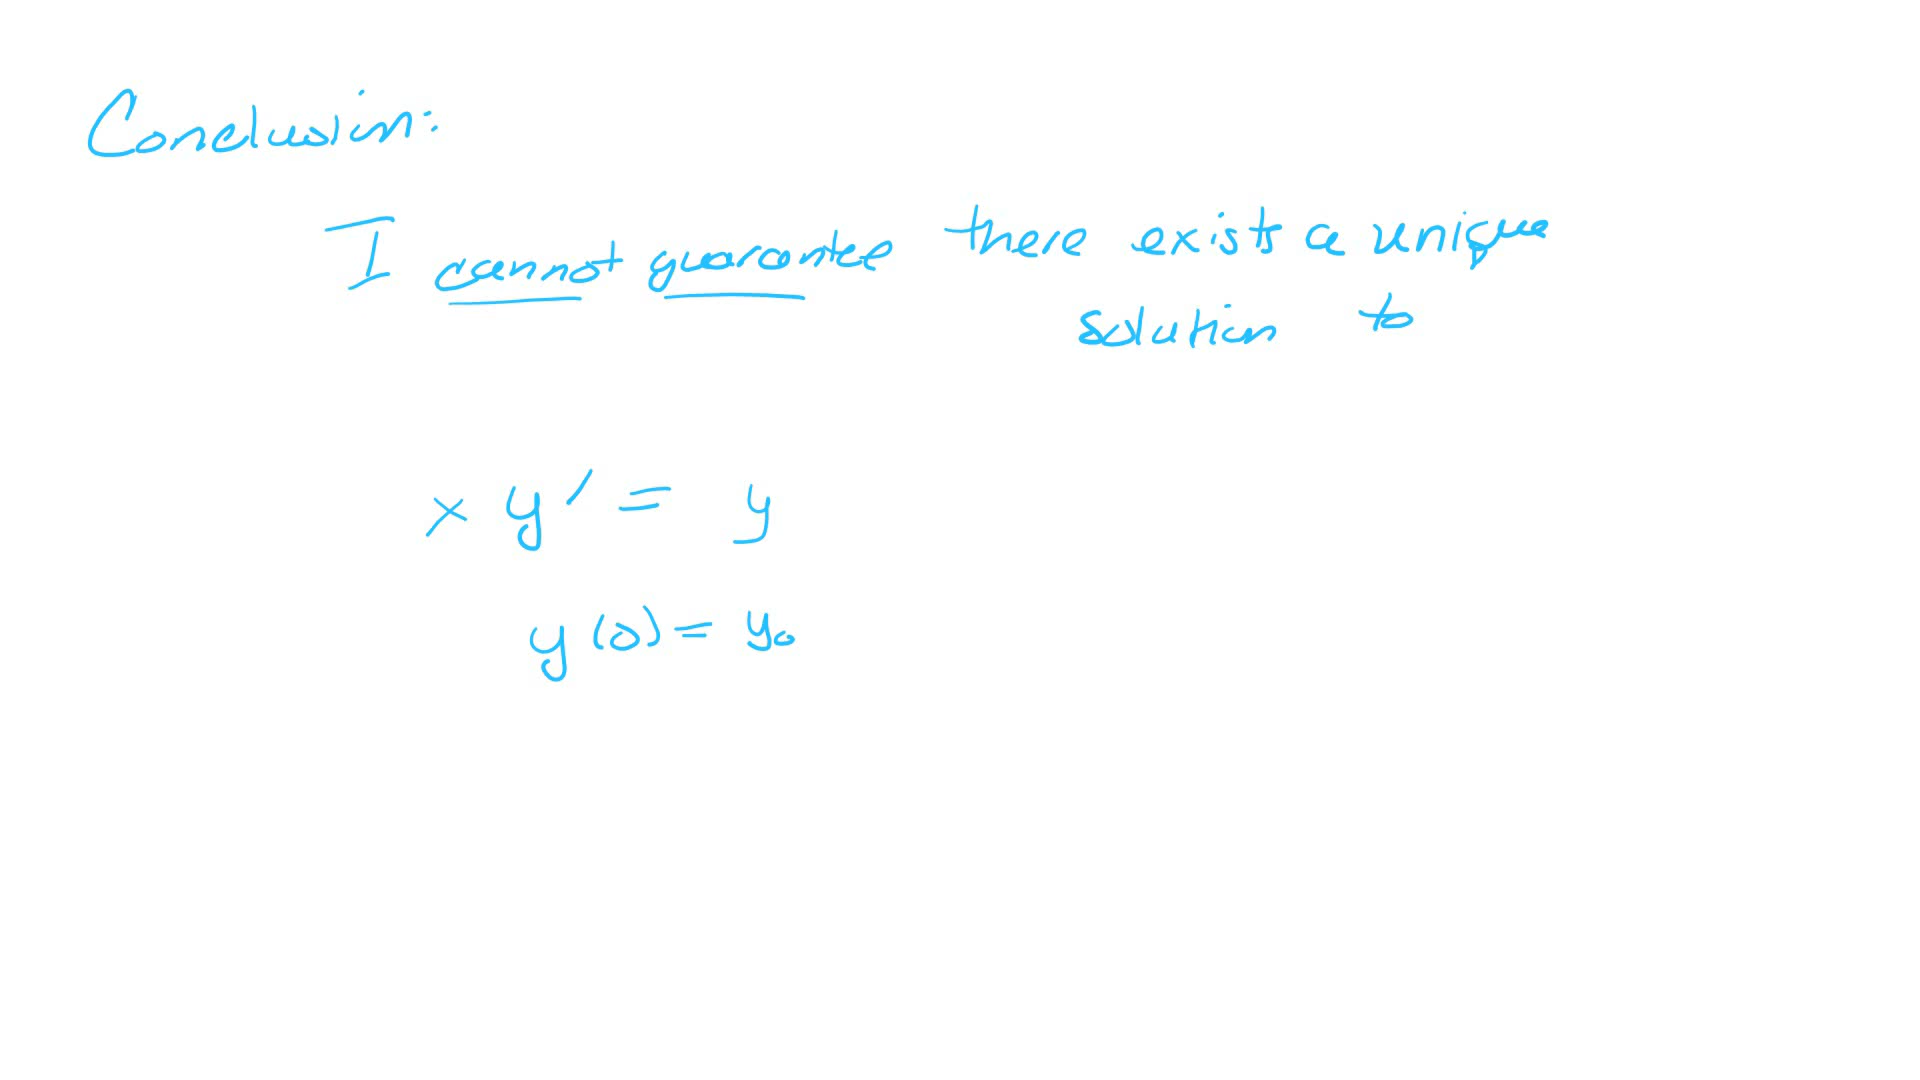 Conclusion:
I cannot guarantee there exists a unique
solution to
x y' = y
y(0) = y₀